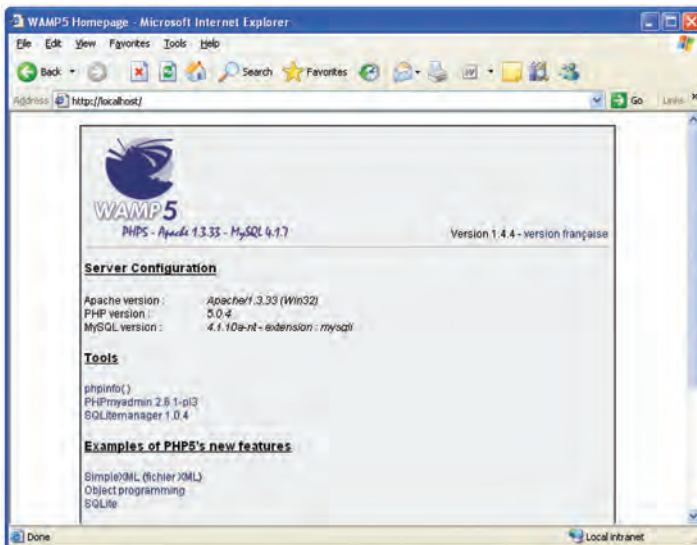 WAMP5 Homepage - Microsoft Internet Explorer
File Edit View Favorites Tools Help
Back Search Favorites
Address http://localhost/ Go Links »
WAMP5
PHP5 - Apache 1.3.33 - MySQL 4.1.7
Version 1.4.4 - version française
Server Configuration
Apache version : Apache/1.3.33 (Win32)
PHP version : 5.0.4
MySQL version : 4.1.10a-nt - extension : mysqli
Tools
phpinfo()
PHPmyadmin 2.6.1-pl3
SQLitemanager 1.0.4
Examples of PHP5's new features
SimpleXML (fichier XML)
Object programming
SQLite
Done Local intranet